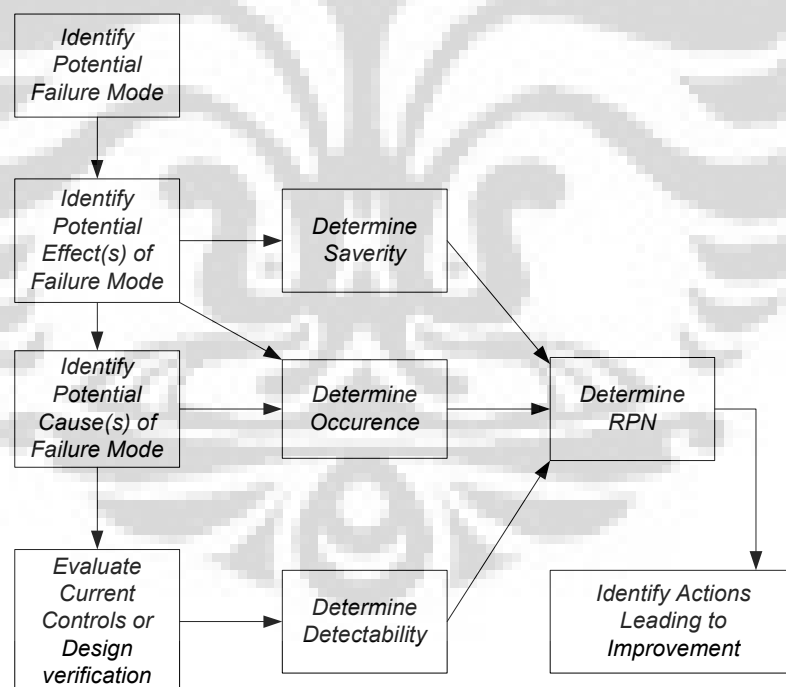 Identify
Potential
Failure Mode
Identify
Potential
Effect(s) of
Failure Mode
Determine
Saverity
Identify
Potential
Cause(s) of
Failure Mode
Determine
Occurence
Determine
RPN
Evaluate
Current
Controls or
Design
verification
Determine
Detectability
Identify Actions
Leading to
Improvement